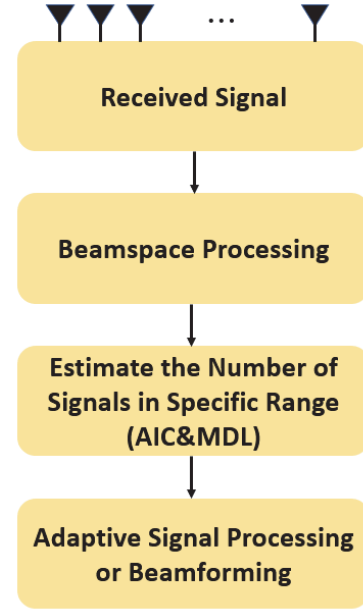 ...
Received Signal
Beamspace Processing
Estimate the Number of
Signals in Specific Range
(AIC&MDL)
Adaptive Signal Processing
or Beamforming